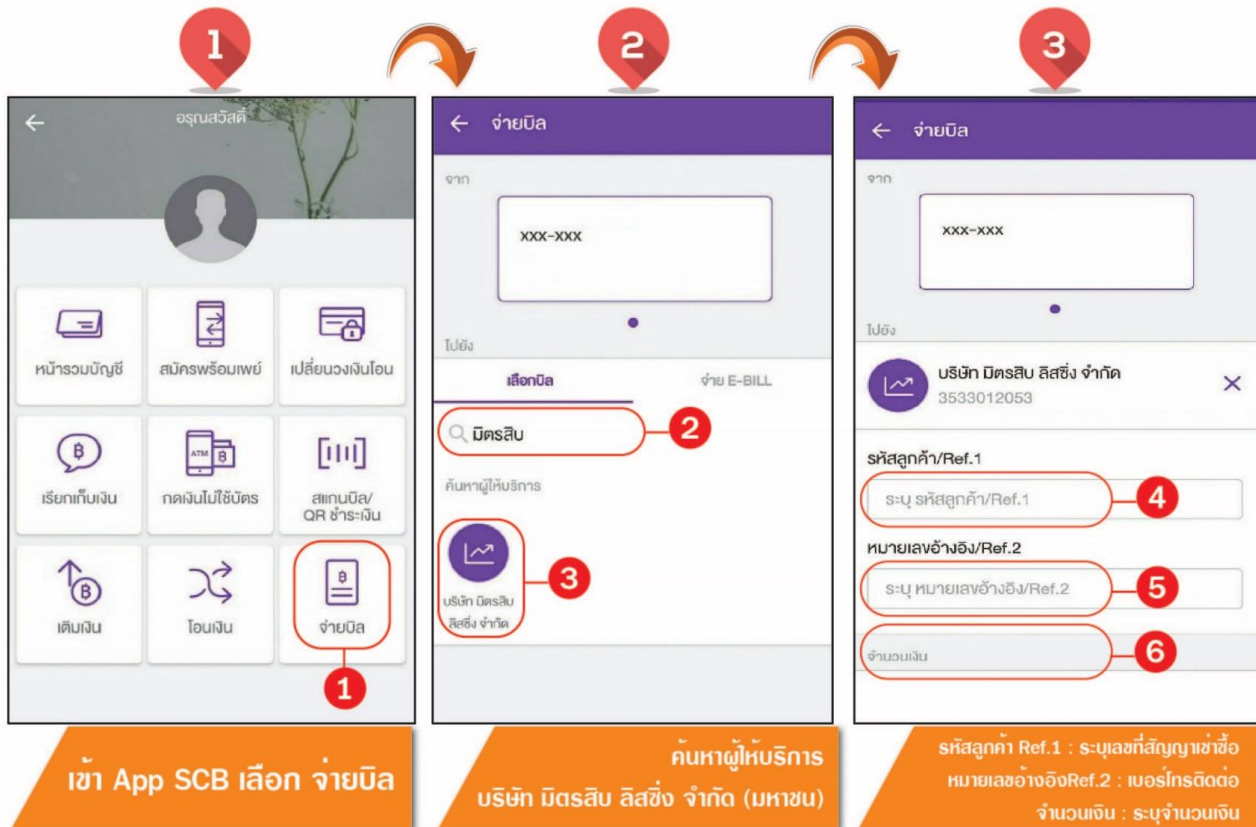 1
2
3
อรุณสวัสดิ์
หน้ารวมบัญชี
สมัครพร้อมเพย์
เปลี่ยนวงเงินโอน
เรียกเก็บเงิน
ATM
กดเงินไม่ใช้บัตร
สแกนบิล/
QR ชำระเงิน
เติมเงิน
โอนเงิน
จ่ายบิล
1
เข้า App SCB เลือก จ่ายบิล
จ่ายบิล
จาก
xxx-xxx
ไปยัง
เลือกบิล
จ่าย E-BILL
มิตรสิบ
2
ค้นหาผู้ให้บริการ
3
บริษัท มิตรสิบ
ลีสซิ่ง จำกัด
ค้นหาผู้ให้บริการ
บริษัท มิตรสิบ ลิสซิ่ง จำกัด (มหาชน)
จ่ายบิล
จาก
xxx-xxx
ไปยัง
บริษัท มิตรสิบ ลิสซิ่ง จำกัด
3533012053
รหัสลูกค้า/Ref.1
ระบุ รหัสลูกค้า/Ref.1
4
หมายเลขอ้างอิง/Ref.2
ระบุ หมายเลขอ้างอิง/Ref.2
5
จำนวนเงิน
6
รหัสลูกค้า Ref.1 : ระบุเลขที่สัญญาเช่าซื้อ
หมายเลขอ้างอิงRef.2 : เบอร์โทรติดต่อ
จำนวนเงิน : ระบุจำนวนเงิน